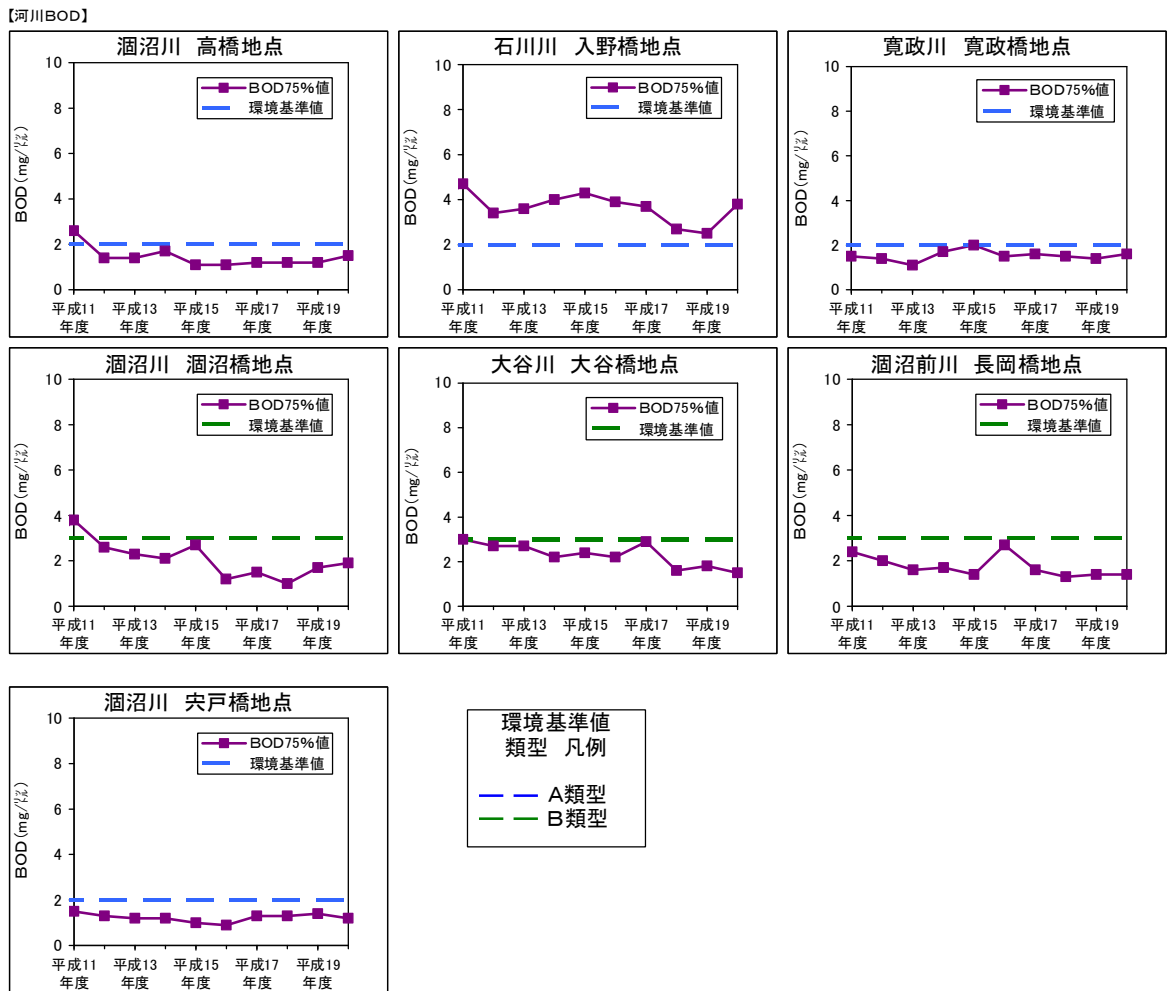 【河川BOD】
涸沼川 高橋地点
BOD(mg/㍑)
10
8
6
4
2
0
BOD75%値
環境基準値
平成11年度
平成13年度
平成15年度
平成17年度
平成19年度
石川川 入野橋地点
BOD(mg/㍑)
10
8
6
4
2
0
BOD75%値
環境基準値
平成11年度
平成13年度
平成15年度
平成17年度
平成19年度
寛政川 寛政橋地点
BOD(mg/㍑)
10
8
6
4
2
0
BOD75%値
環境基準値
平成11年度
平成13年度
平成15年度
平成17年度
平成19年度
涸沼川 涸沼橋地点
BOD(mg/㍑)
10
8
6
4
2
0
BOD75%値
環境基準値
平成11年度
平成13年度
平成15年度
平成17年度
平成19年度
大谷川 大谷橋地点
BOD(mg/㍑)
10
8
6
4
2
0
BOD75%値
環境基準値
平成11年度
平成13年度
平成15年度
平成17年度
平成19年度
涸沼前川 長岡橋地点
BOD(mg/㍑)
10
8
6
4
2
0
BOD75%値
環境基準値
平成11年度
平成13年度
平成15年度
平成17年度
平成19年度
涸沼川 宍戸橋地点
BOD(mg/㍑)
10
8
6
4
2
0
BOD75%値
環境基準値
平成11年度
平成13年度
平成15年度
平成17年度
平成19年度
環境基準値
類型 凡例
A類型
B類型